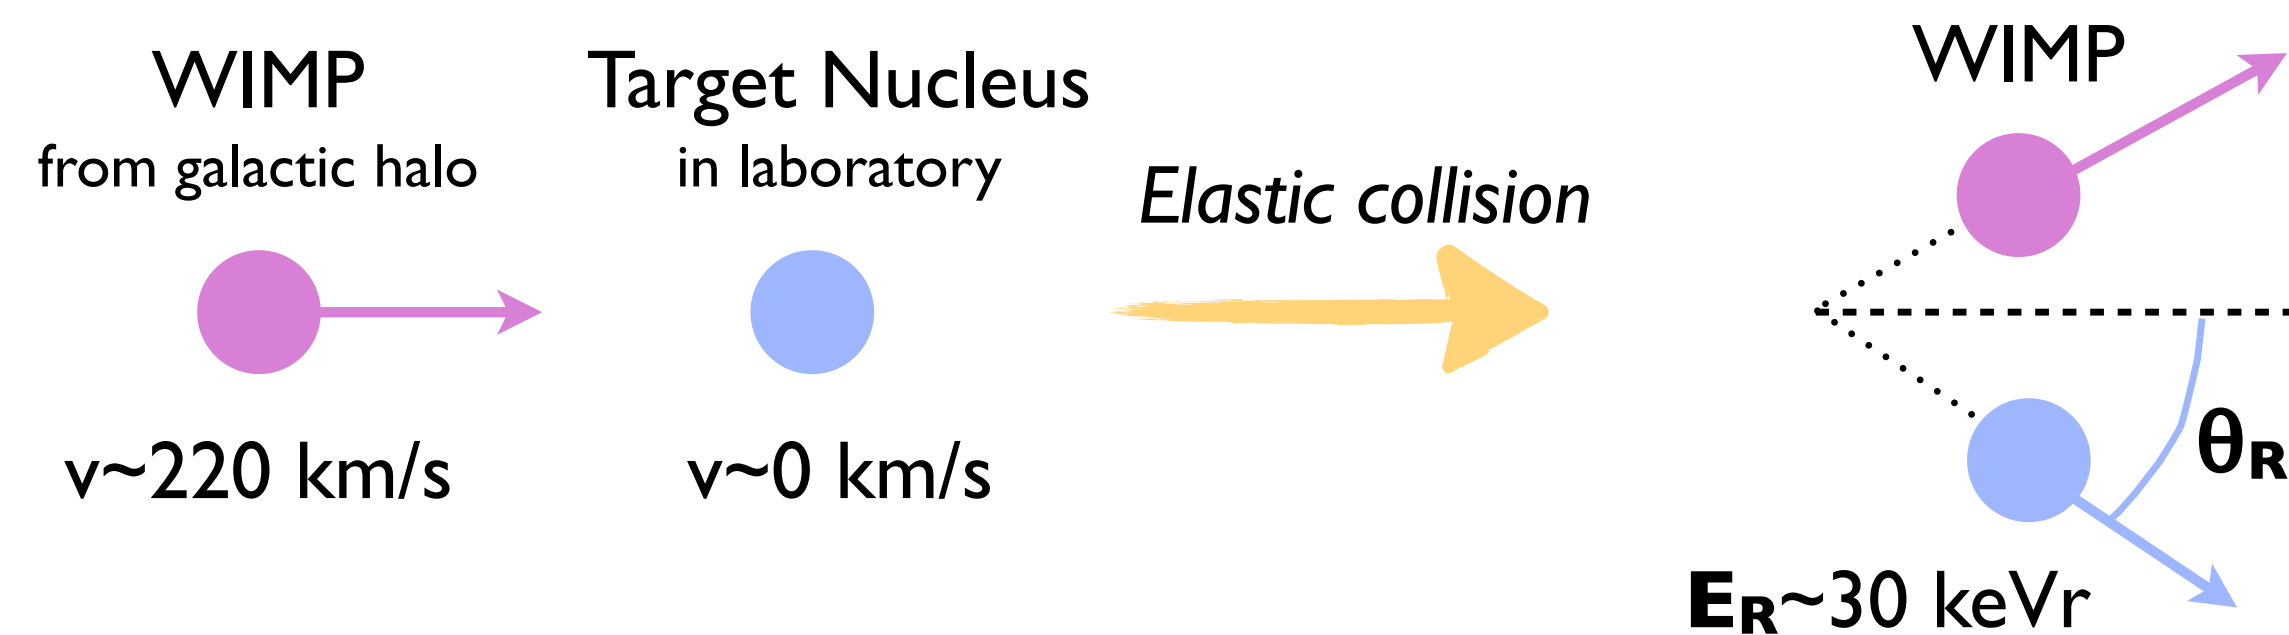 WIMP
from galactic halo
v~220 km/s
Target Nucleus
in laboratory
v~0 km/s
Elastic collision
WIMP
θR
ER~30 keVr